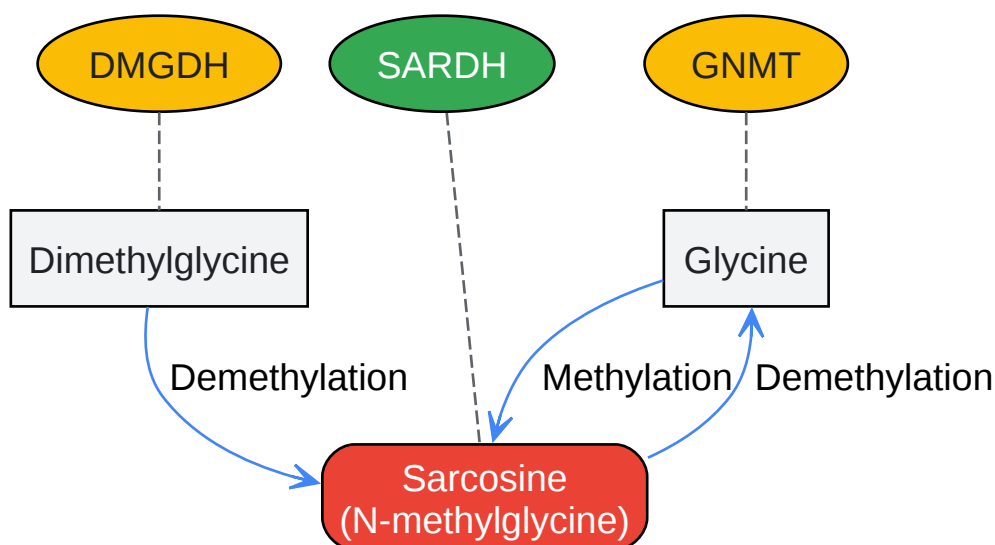 DMGDH
SARDH
GNMT
Dimethylglycine
Glycine
Demethylation
Methylation
Demethylation
Sarcosine
(N-methylglycine)